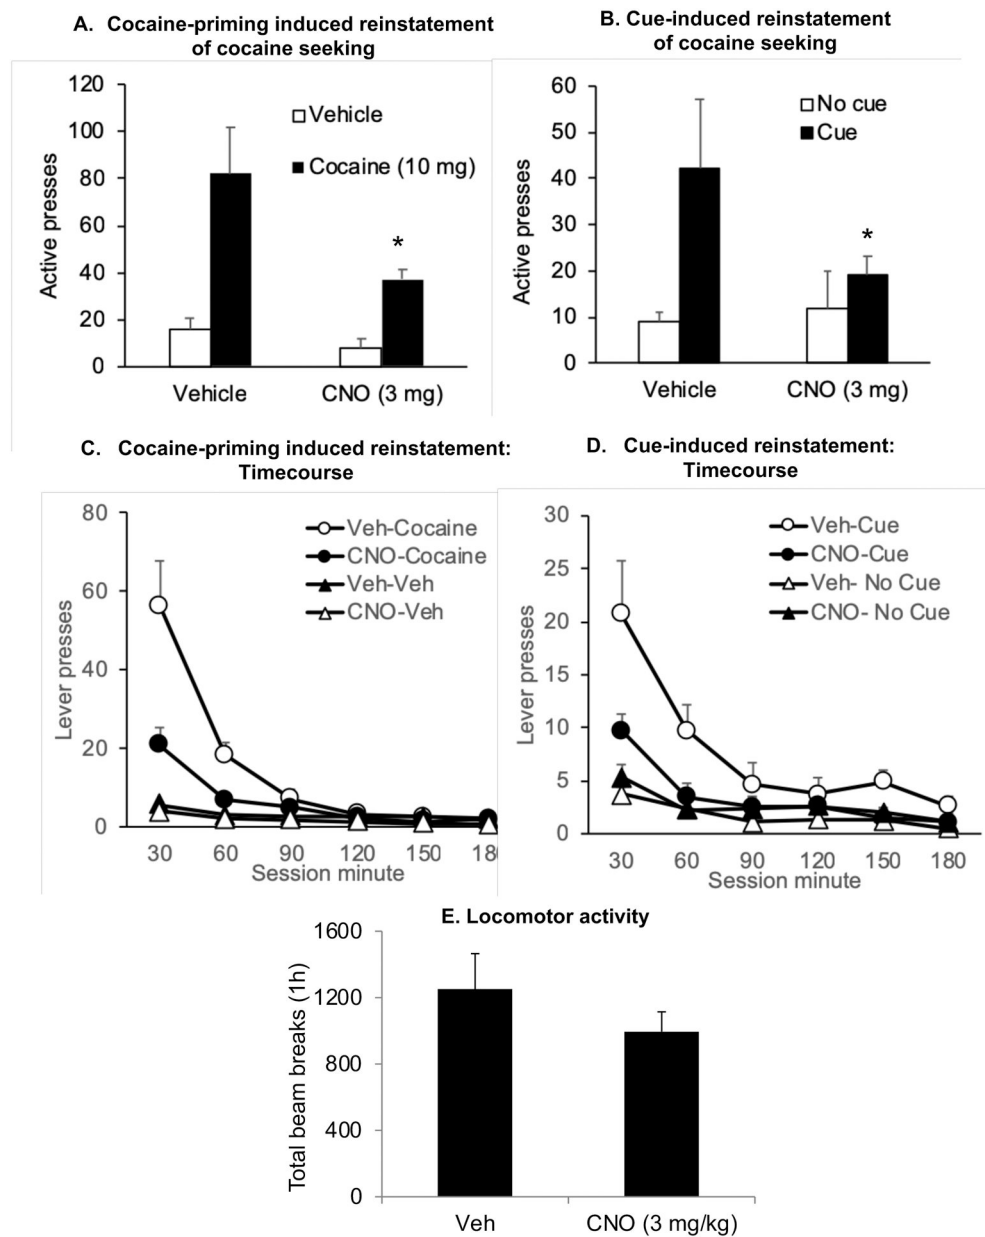 A. Cocaine-priming induced reinstatement
of cocaine seeking
120
100
80
60
40
20
0
Active presses
Vehicle
Cocaine (10 mg)
*
Vehicle
CNO (3 mg)
B. Cue-induced reinstatement
of cocaine seeking
60
50
40
30
20
10
0
Active presses
No cue
Cue
*
Vehicle
CNO (3 mg)
C. Cocaine-priming induced reinstatement:
Timecourse
80
60
40
20
0
Lever presses
Veh-Cocaine
CNO-Cocaine
Veh-Veh
CNO-Veh
30 60 90 120 150 180
Session minute
D. Cue-induced reinstatement:
Timecourse
30
25
20
15
10
5
0
Lever presses
Veh-Cue
CNO-Cue
Veh- No Cue
CNO- No Cue
30 60 90 120 150 180
Session minute
E. Locomotor activity
1600
1200
800
400
0
Total beam breaks (1h)
Veh
CNO (3 mg/kg)